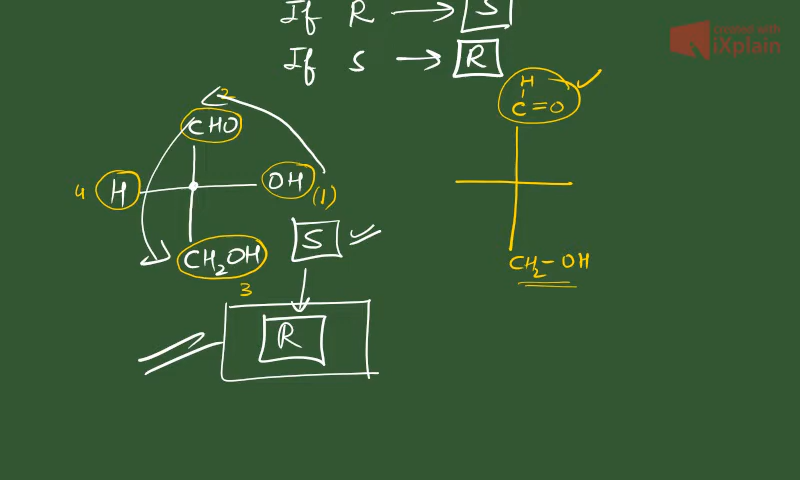 If R → S
If S → R
created with
iXplain
H
C=O
2
CHO
4 H
OH (1)
CH2OH
3
S
R
CH2-OH